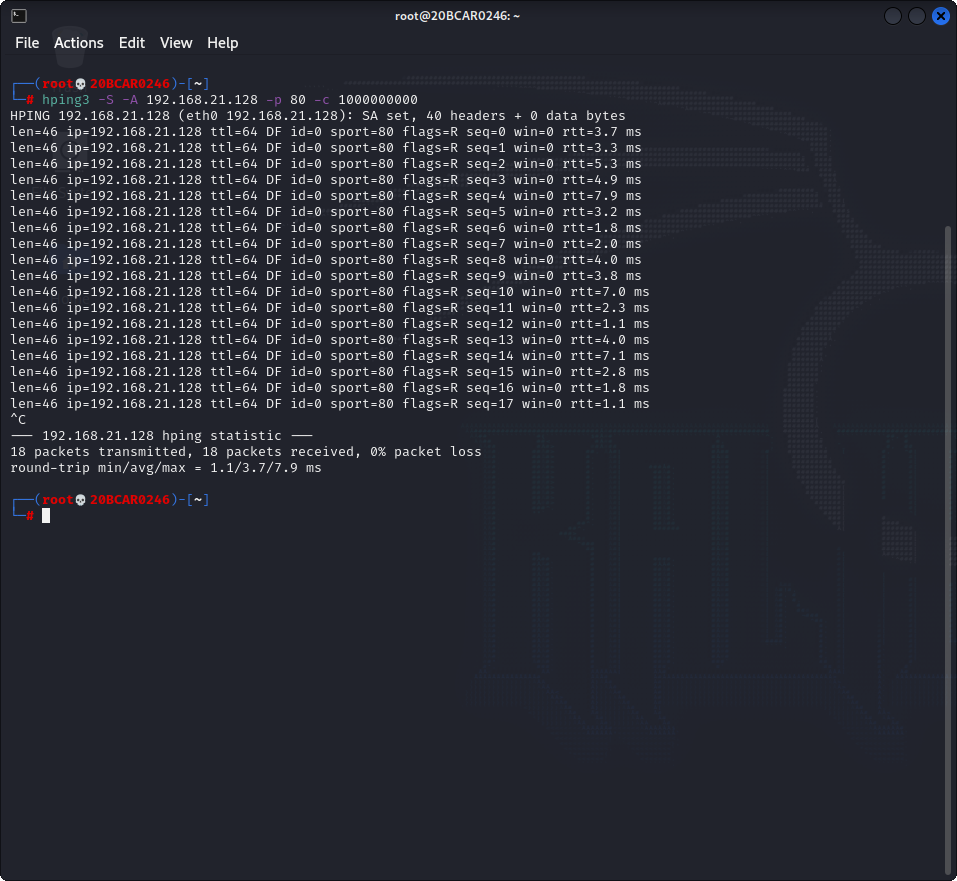 root@20BCAR0246: ~
File Actions Edit View Help
┌──(root💀20BCAR0246)-[~]
└─# hping3 -S -A 192.168.21.128 -p 80 -c 1000000000
HPING 192.168.21.128 (eth0 192.168.21.128): SA set, 40 headers + 0 data bytes
len=46 ip=192.168.21.128 ttl=64 DF id=0 sport=80 flags=R seq=0 win=0 rtt=3.7 ms
len=46 ip=192.168.21.128 ttl=64 DF id=0 sport=80 flags=R seq=1 win=0 rtt=3.3 ms
len=46 ip=192.168.21.128 ttl=64 DF id=0 sport=80 flags=R seq=2 win=0 rtt=5.3 ms
len=46 ip=192.168.21.128 ttl=64 DF id=0 sport=80 flags=R seq=3 win=0 rtt=4.9 ms
len=46 ip=192.168.21.128 ttl=64 DF id=0 sport=80 flags=R seq=4 win=0 rtt=7.9 ms
len=46 ip=192.168.21.128 ttl=64 DF id=0 sport=80 flags=R seq=5 win=0 rtt=3.2 ms
len=46 ip=192.168.21.128 ttl=64 DF id=0 sport=80 flags=R seq=6 win=0 rtt=1.8 ms
len=46 ip=192.168.21.128 ttl=64 DF id=0 sport=80 flags=R seq=7 win=0 rtt=2.0 ms
len=46 ip=192.168.21.128 ttl=64 DF id=0 sport=80 flags=R seq=8 win=0 rtt=4.0 ms
len=46 ip=192.168.21.128 ttl=64 DF id=0 sport=80 flags=R seq=9 win=0 rtt=3.8 ms
len=46 ip=192.168.21.128 ttl=64 DF id=0 sport=80 flags=R seq=10 win=0 rtt=7.0 ms
len=46 ip=192.168.21.128 ttl=64 DF id=0 sport=80 flags=R seq=11 win=0 rtt=2.3 ms
len=46 ip=192.168.21.128 ttl=64 DF id=0 sport=80 flags=R seq=12 win=0 rtt=1.1 ms
len=46 ip=192.168.21.128 ttl=64 DF id=0 sport=80 flags=R seq=13 win=0 rtt=4.0 ms
len=46 ip=192.168.21.128 ttl=64 DF id=0 sport=80 flags=R seq=14 win=0 rtt=7.1 ms
len=46 ip=192.168.21.128 ttl=64 DF id=0 sport=80 flags=R seq=15 win=0 rtt=2.8 ms
len=46 ip=192.168.21.128 ttl=64 DF id=0 sport=80 flags=R seq=16 win=0 rtt=1.8 ms
len=46 ip=192.168.21.128 ttl=64 DF id=0 sport=80 flags=R seq=17 win=0 rtt=1.1 ms
^C
--- 192.168.21.128 hping statistic ---
18 packets transmitted, 18 packets received, 0% packet loss
round-trip min/avg/max = 1.1/3.7/7.9 ms
┌──(root💀20BCAR0246)-[~]
└─#